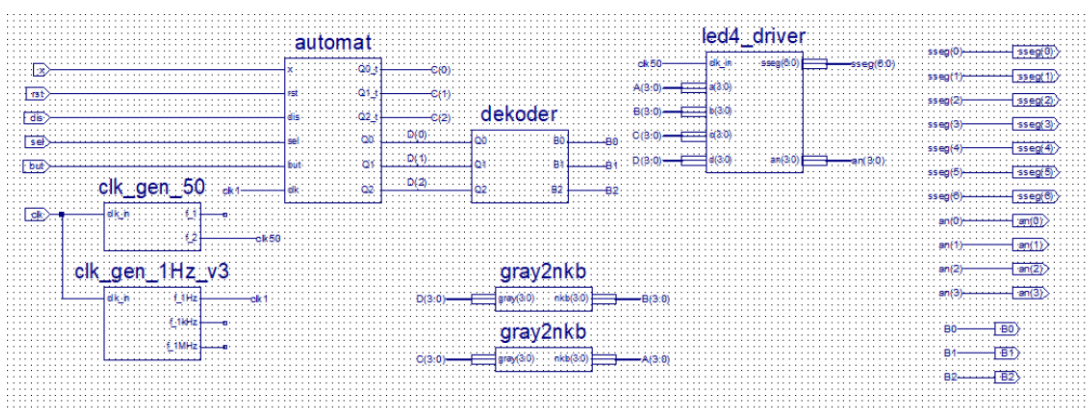 automat
x
rst
dis
sel
but
clk
x
rst
dis
sel
but
clk1
clk
Q0_t
Q1_t
Q2_t
Q0
Q1
Q2
C(0)
C(1)
C(2)
D(0)
D(1)
D(2)
dekoder
Q0
Q1
Q2
B0
B1
B2
B0
B1
B2
clk_gen_50
clk_in
f_1
f_2
clk50
clk_gen_1Hz_v3
clk_in
f_1Hz
f_1kHz
f_1MHz
clk1
led4_driver
clk50
A(3:0)
B(3:0)
C(3:0)
D(3:0)
clk_in
a(3:0)
b(3:0)
c(3:0)
d(3:0)
sseg(6:0)
an(3:0)
sseg(6:0)
an(3:0)
gray2nkb
D(3:0)
gray(3:0)
nkb(3:0)
B(3:0)
gray2nkb
C(3:0)
gray(3:0)
nkb(3:0)
A(3:0)
sseg(0) sseg(0)
sseg(1) sseg(1)
sseg(2) sseg(2)
sseg(3) sseg(3)
sseg(4) sseg(4)
sseg(5) sseg(5)
sseg(6) sseg(6)
an(0) an(0)
an(1) an(1)
an(2) an(2)
an(3) an(3)
B0 B0
B1 B1
B2 B2